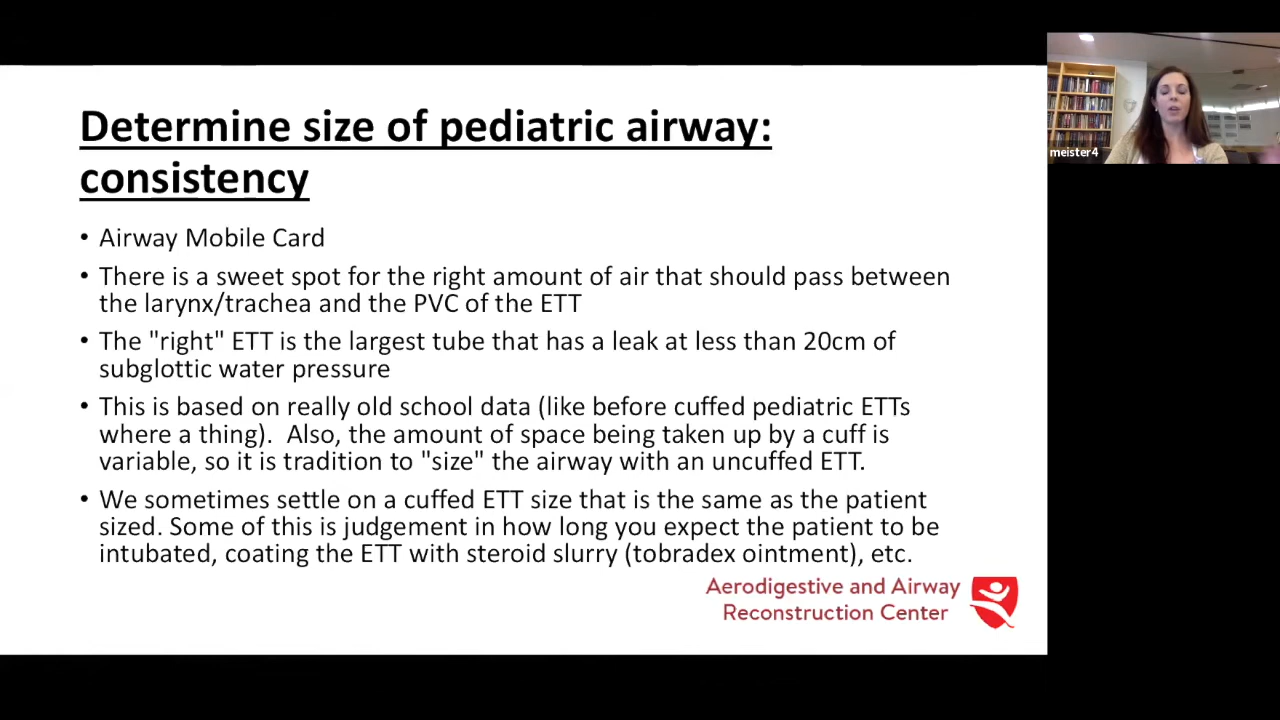 Determine size of pediatric airway:
consistency
• Airway Mobile Card
• There is a sweet spot for the right amount of air that should pass between
the larynx/trachea and the PVC of the ETT
• The "right" ETT is the largest tube that has a leak at less than 20cm of
subglottic water pressure
• This is based on really old school data (like before cuffed pediatric ETTs
where a thing).  Also, the amount of space being taken up by a cuff is
variable, so it is tradition to "size" the airway with an uncuffed ETT.
• We sometimes settle on a cuffed ETT size that is the same as the patient
sized. Some of this is judgement in how long you expect the patient to be
intubated, coating the ETT with steroid slurry (tobradex ointment), etc.
Aerodigestive and Airway
Reconstruction Center
meister4